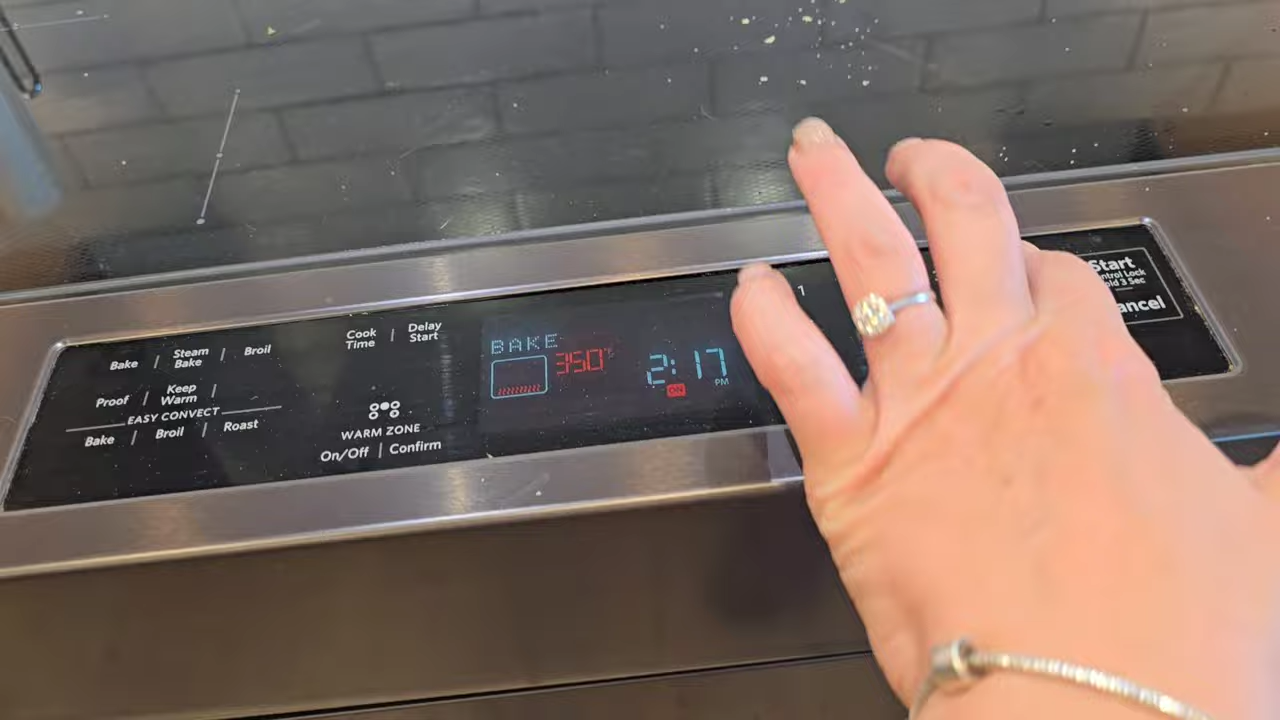 Bake | Steam Bake | Broil
Proof | Keep Warm |
EASY CONVECT
Bake | Broil | Roast
Cook Time | Delay Start
WARM ZONE
On/Off | Confirm
BAKE
350°F
2:17 PM
ON
1
Start